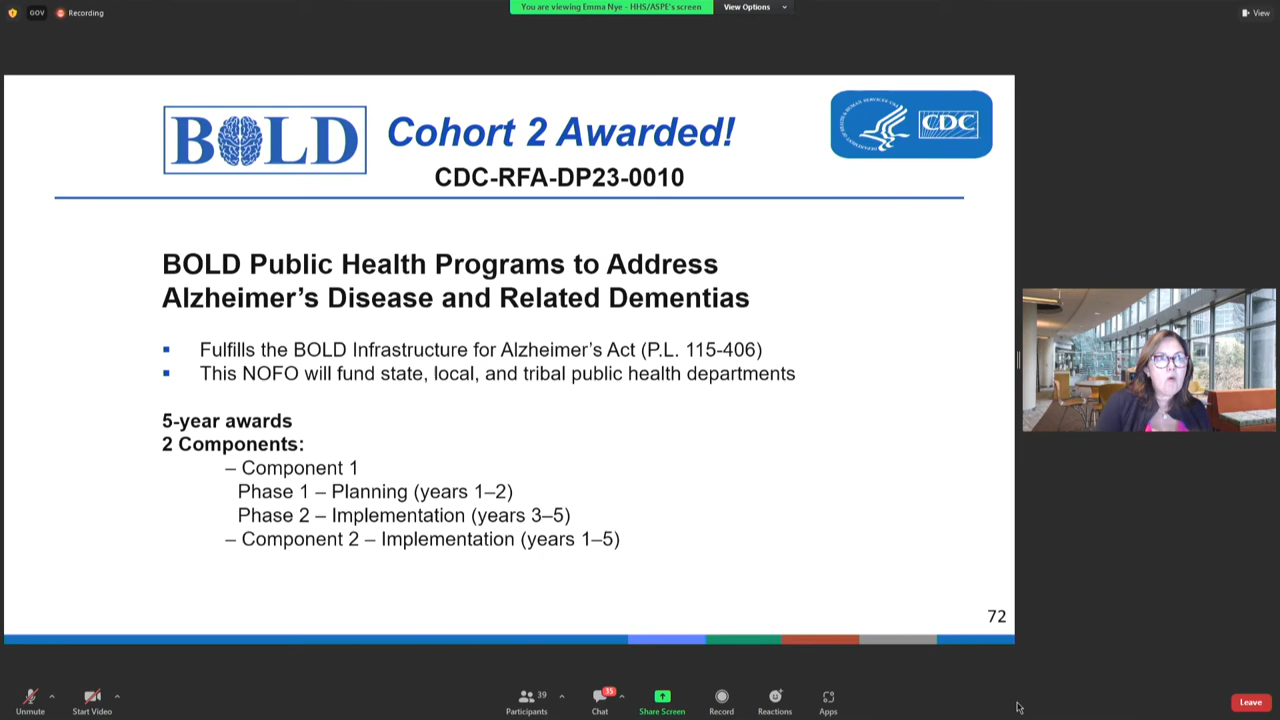 GOV
Recording
You are viewing Emma Nye - HHS/ASPE's screen
View Options
View
BOLD
Cohort 2 Awarded!
CDC
CDC-RFA-DP23-0010
BOLD Public Health Programs to Address
Alzheimer's Disease and Related Dementias
Fulfills the BOLD Infrastructure for Alzheimer's Act (P.L. 115-406)
This NOFO will fund state, local, and tribal public health departments
5-year awards
2 Components:
– Component 1
Phase 1 – Planning (years 1–2)
Phase 2 – Implementation (years 3–5)
– Component 2 – Implementation (years 1–5)
72
Unmute
Start Video
39
Participants
35
Chat
Share Screen
Record
Reactions
Apps
Leave